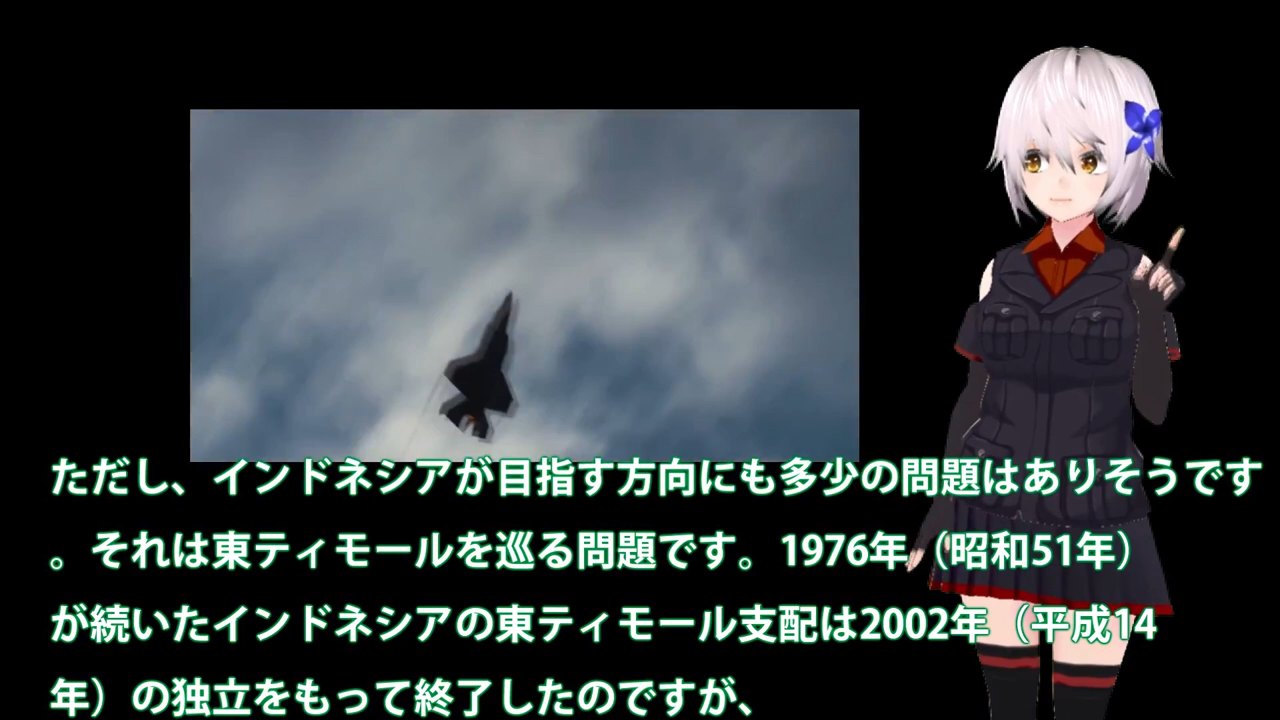 ただし、インドネシアが目指す方向にも多少の問題はありそうです
。それは東ティモールを巡る問題です。1976年（昭和51年）
が続いたインドネシアの東ティモール支配は2002年（平成14
年）の独立をもって終了したのですが、